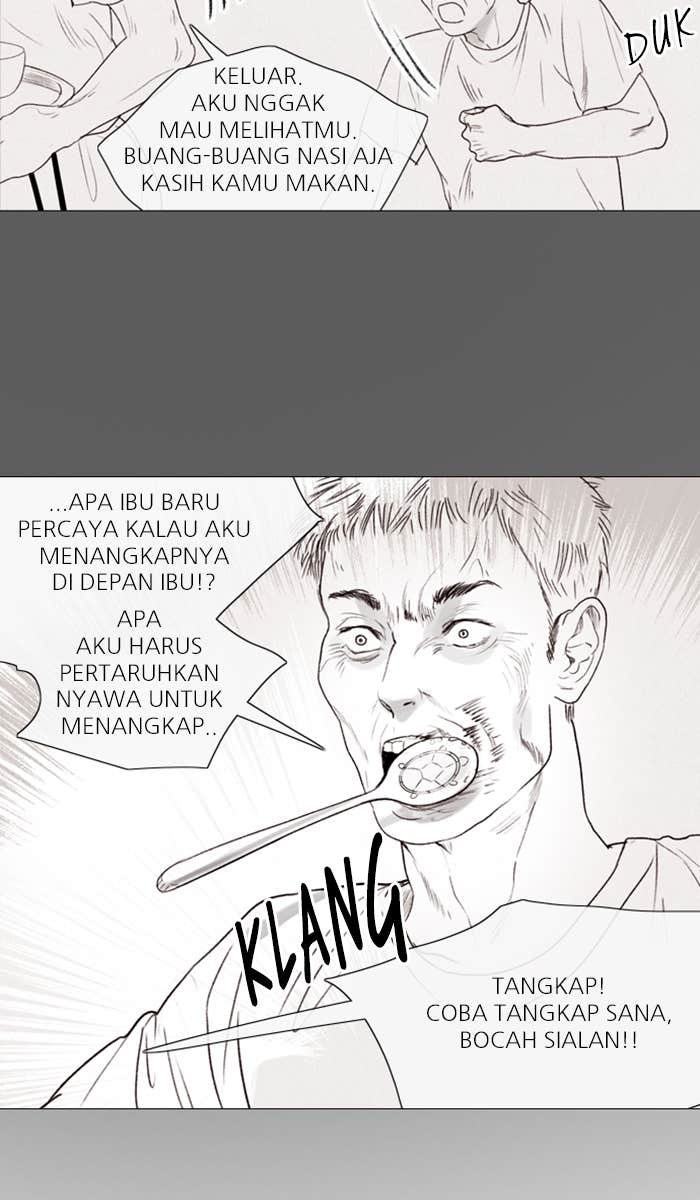 DUK
KELUAR.
AKU NGGAK
MAU MELIHATMU.
BUANG-BUANG NASI AJA
KASIH KAMU MAKAN.
...APA IBU BARU
PERCAYA KALAU AKU
MENANGKAPNYA
DI DEPAN IBU!?
APA
AKU HARUS
PERTARUHKAN
NYAWA UNTUK
MENANGKAP..
KLANG
TANGKAP!
COBA TANGKAP SANA,
BOCAH SIALAN!!